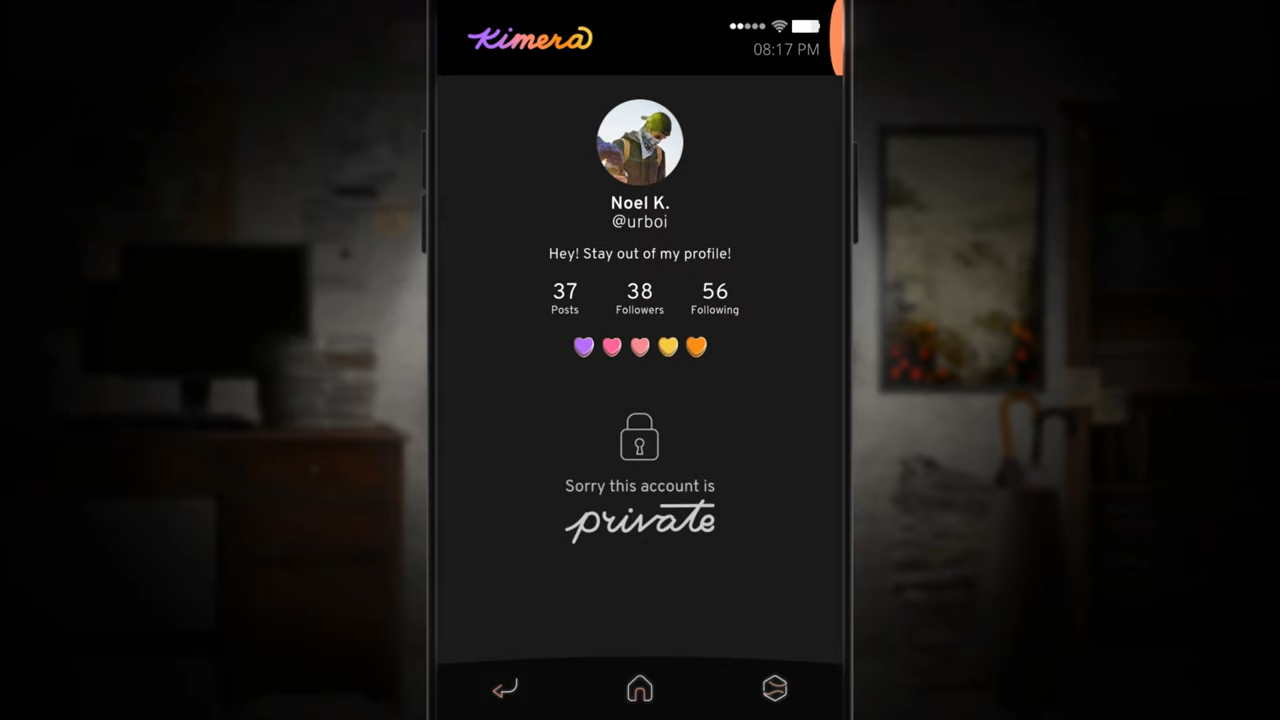 Kimera
08:17 PM
Noel K.
@urboi
Hey! Stay out of my profile!
37 38 56
Posts Followers Following
Sorry this account is
private